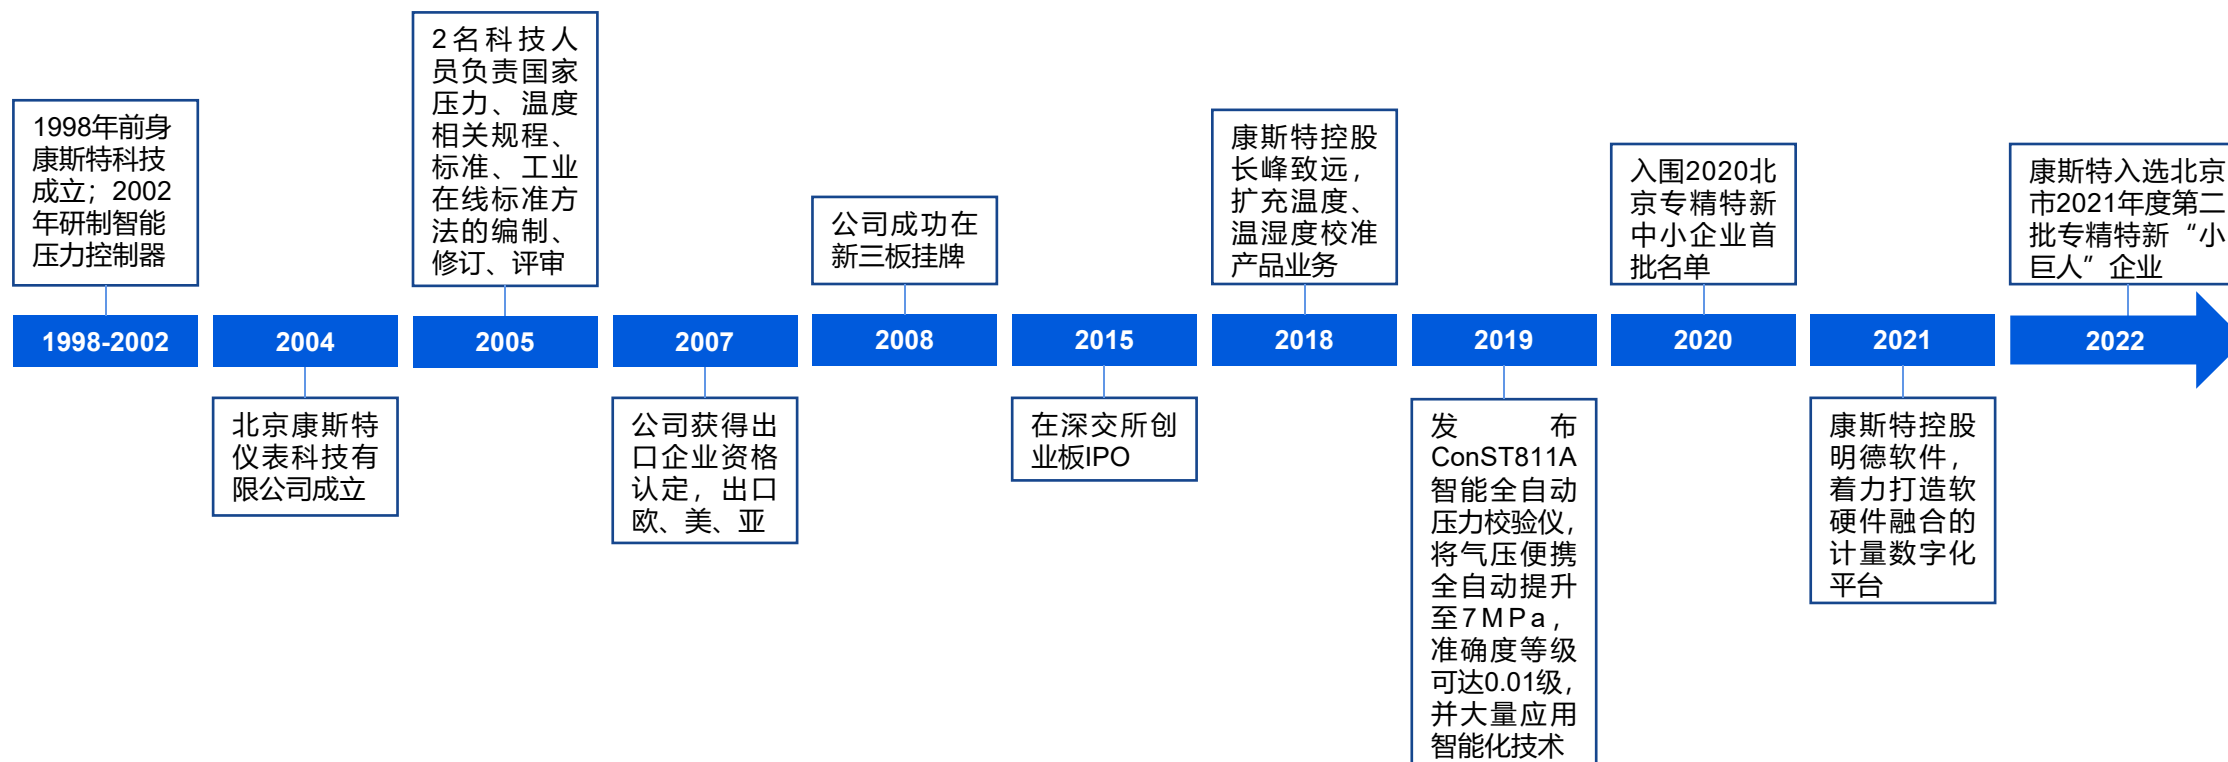 1998年前身
康斯特科技
成立；2002
年研制智能
压力控制器
1998-2002
2004
北京康斯特
仪表科技有
限公司成立
2名科技人
员负责国家
压力、温度
相关规程、
标准、工业
在线标准方
法的编制、
修订、评审
2005
2007
公司获得出
口企业资格
认定，出口
欧、美、亚
公司成功在
新三板挂牌
2008
2015
在深交所创
业板IPO
康斯特控股
长峰致远，
扩充温度、
温湿度校准
产品业务
2018
2019
发布
ConST811A
智能全自动
压力校验仪，
将气压便携
全自动提升
至7MPa，
准确度等级
可达0.01级，
并大量应用
智能化技术
入围2020北
京专精特新
中小企业首
批名单
2020
2021
康斯特控股
明德软件，
着力打造软
硬件融合的
计量数字化
平台
康斯特入选北京
市2021年度第二
批专精特新“小
巨人”企业
2022